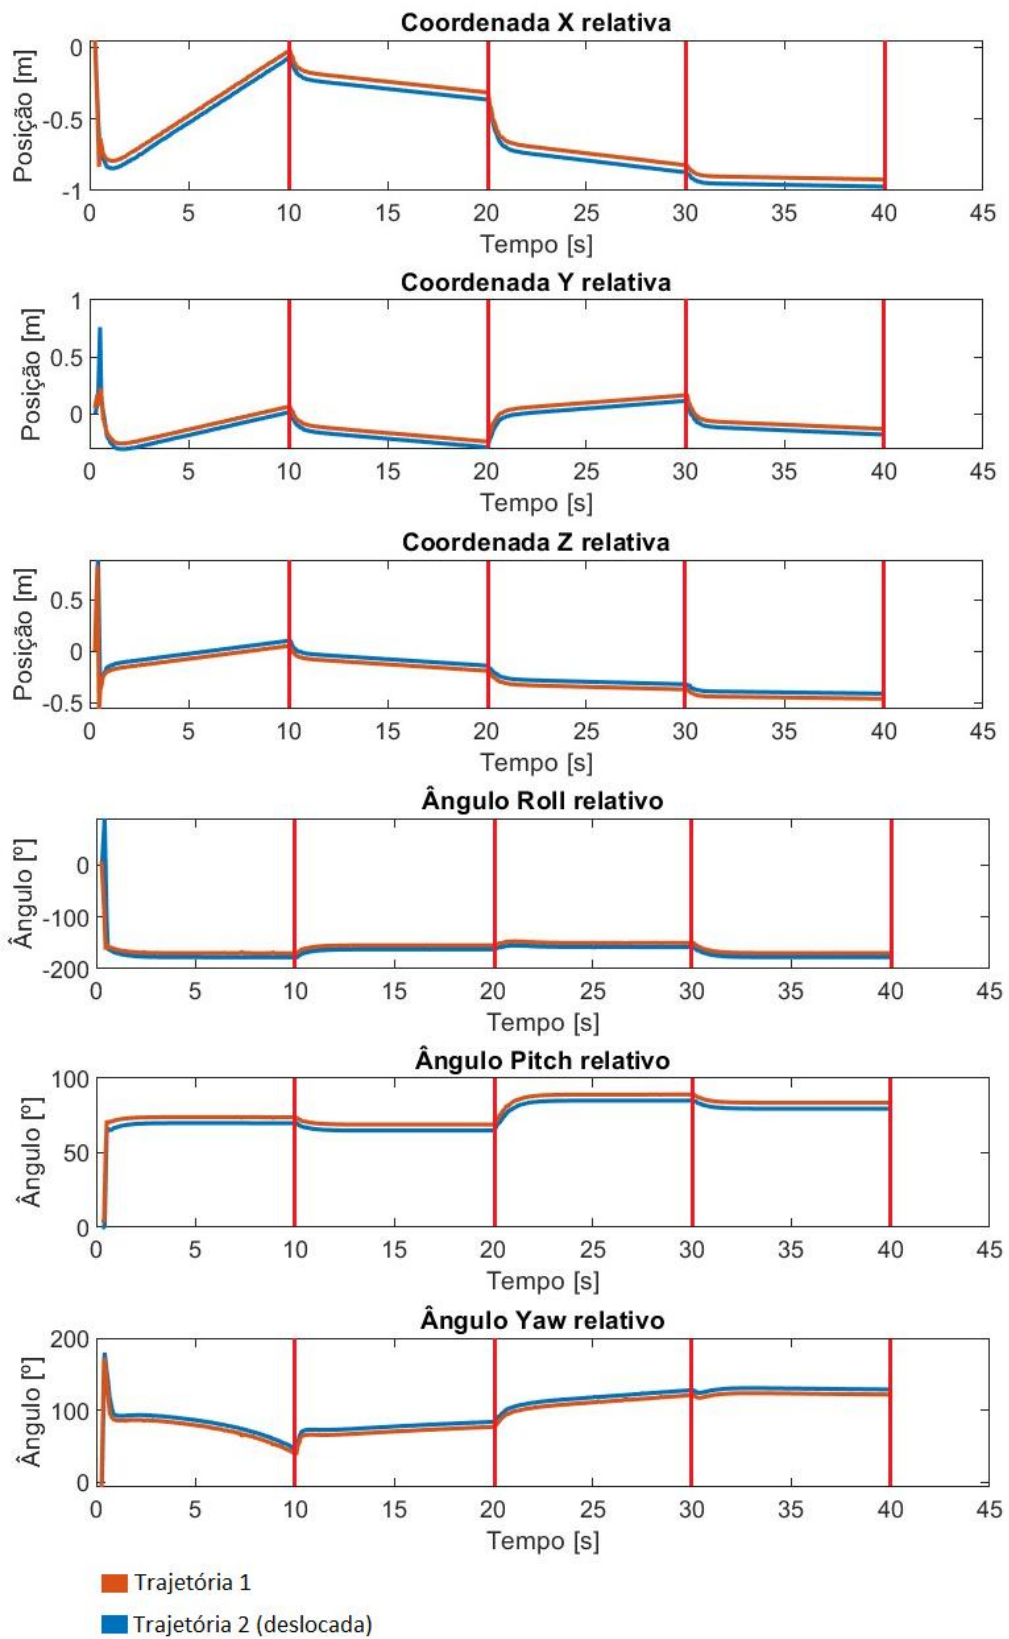 Coordenada X relativa
Posição [m]
0
-0.5
-1
0 5 10 15 20 25 30 35 40 45
Tempo [s]
Coordenada Y relativa
Posição [m]
1
0.5
0
0 5 10 15 20 25 30 35 40 45
Tempo [s]
Coordenada Z relativa
Posição [m]
0.5
0
-0.5
0 5 10 15 20 25 30 35 40 45
Tempo [s]
Ângulo Roll relativo
Ângulo [º]
0
-100
-200
0 5 10 15 20 25 30 35 40 45
Tempo [s]
Ângulo Pitch relativo
Ângulo [º]
100
50
0
0 5 10 15 20 25 30 35 40 45
Tempo [s]
Ângulo Yaw relativo
Ângulo [º]
200
100
0
0 5 10 15 20 25 30 35 40 45
Tempo [s]
Trajetória 1
Trajetória 2 (deslocada)